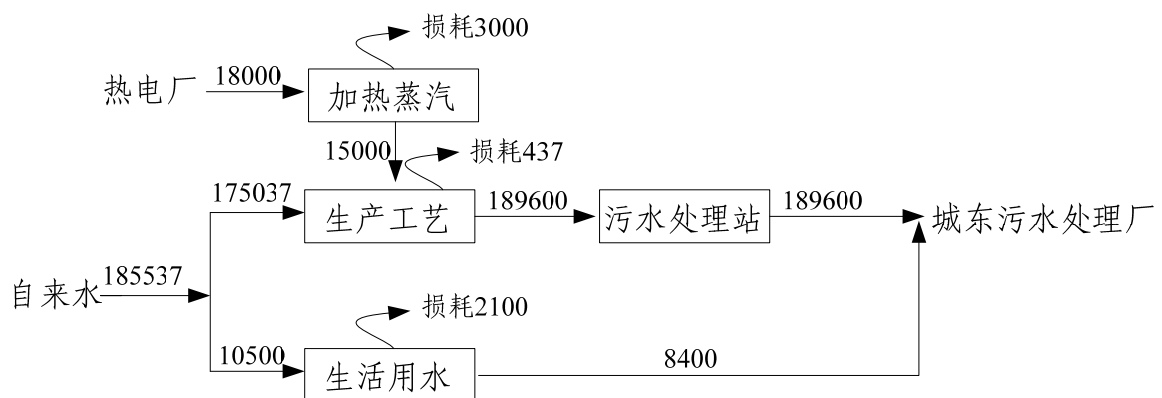 损耗3000
热电厂
18000
加热蒸汽
15000
损耗437
175037
生产工艺
189600
污水处理站
189600
城东污水处理厂
自来水
185537
损耗2100
10500
生活用水
8400